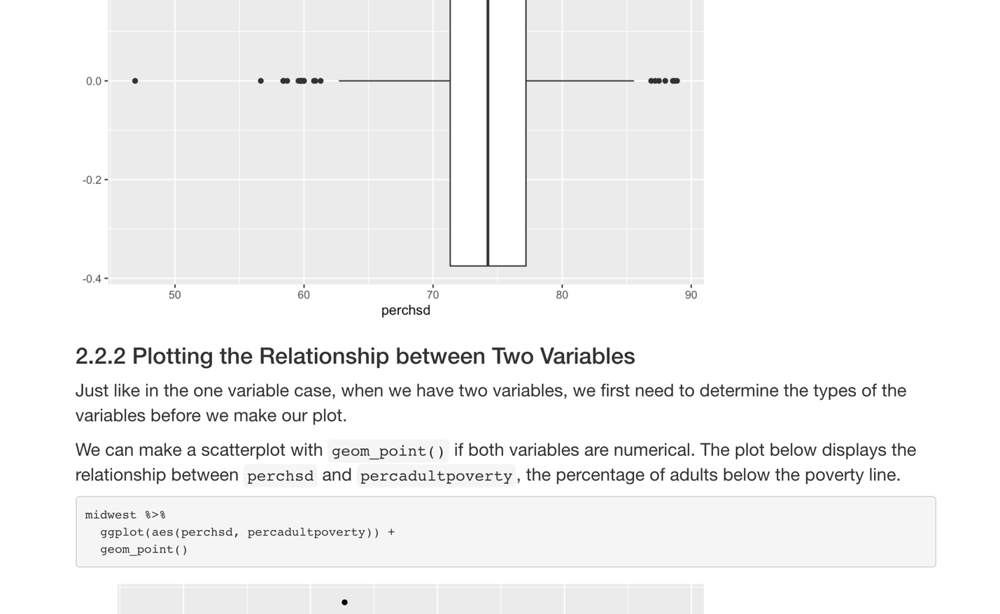 0.0
-0.2
-0.4
50 60 70 80 90
perchsd
2.2.2 Plotting the Relationship between Two Variables
Just like in the one variable case, when we have two variables, we first need to determine the types of the
variables before we make our plot.
We can make a scatterplot with geom_point() if both variables are numerical. The plot below displays the
relationship between perchsd and percadultpoverty, the percentage of adults below the poverty line.
midwest %>%
  ggplot(aes(perchsd, percadultpoverty)) +
  geom_point()